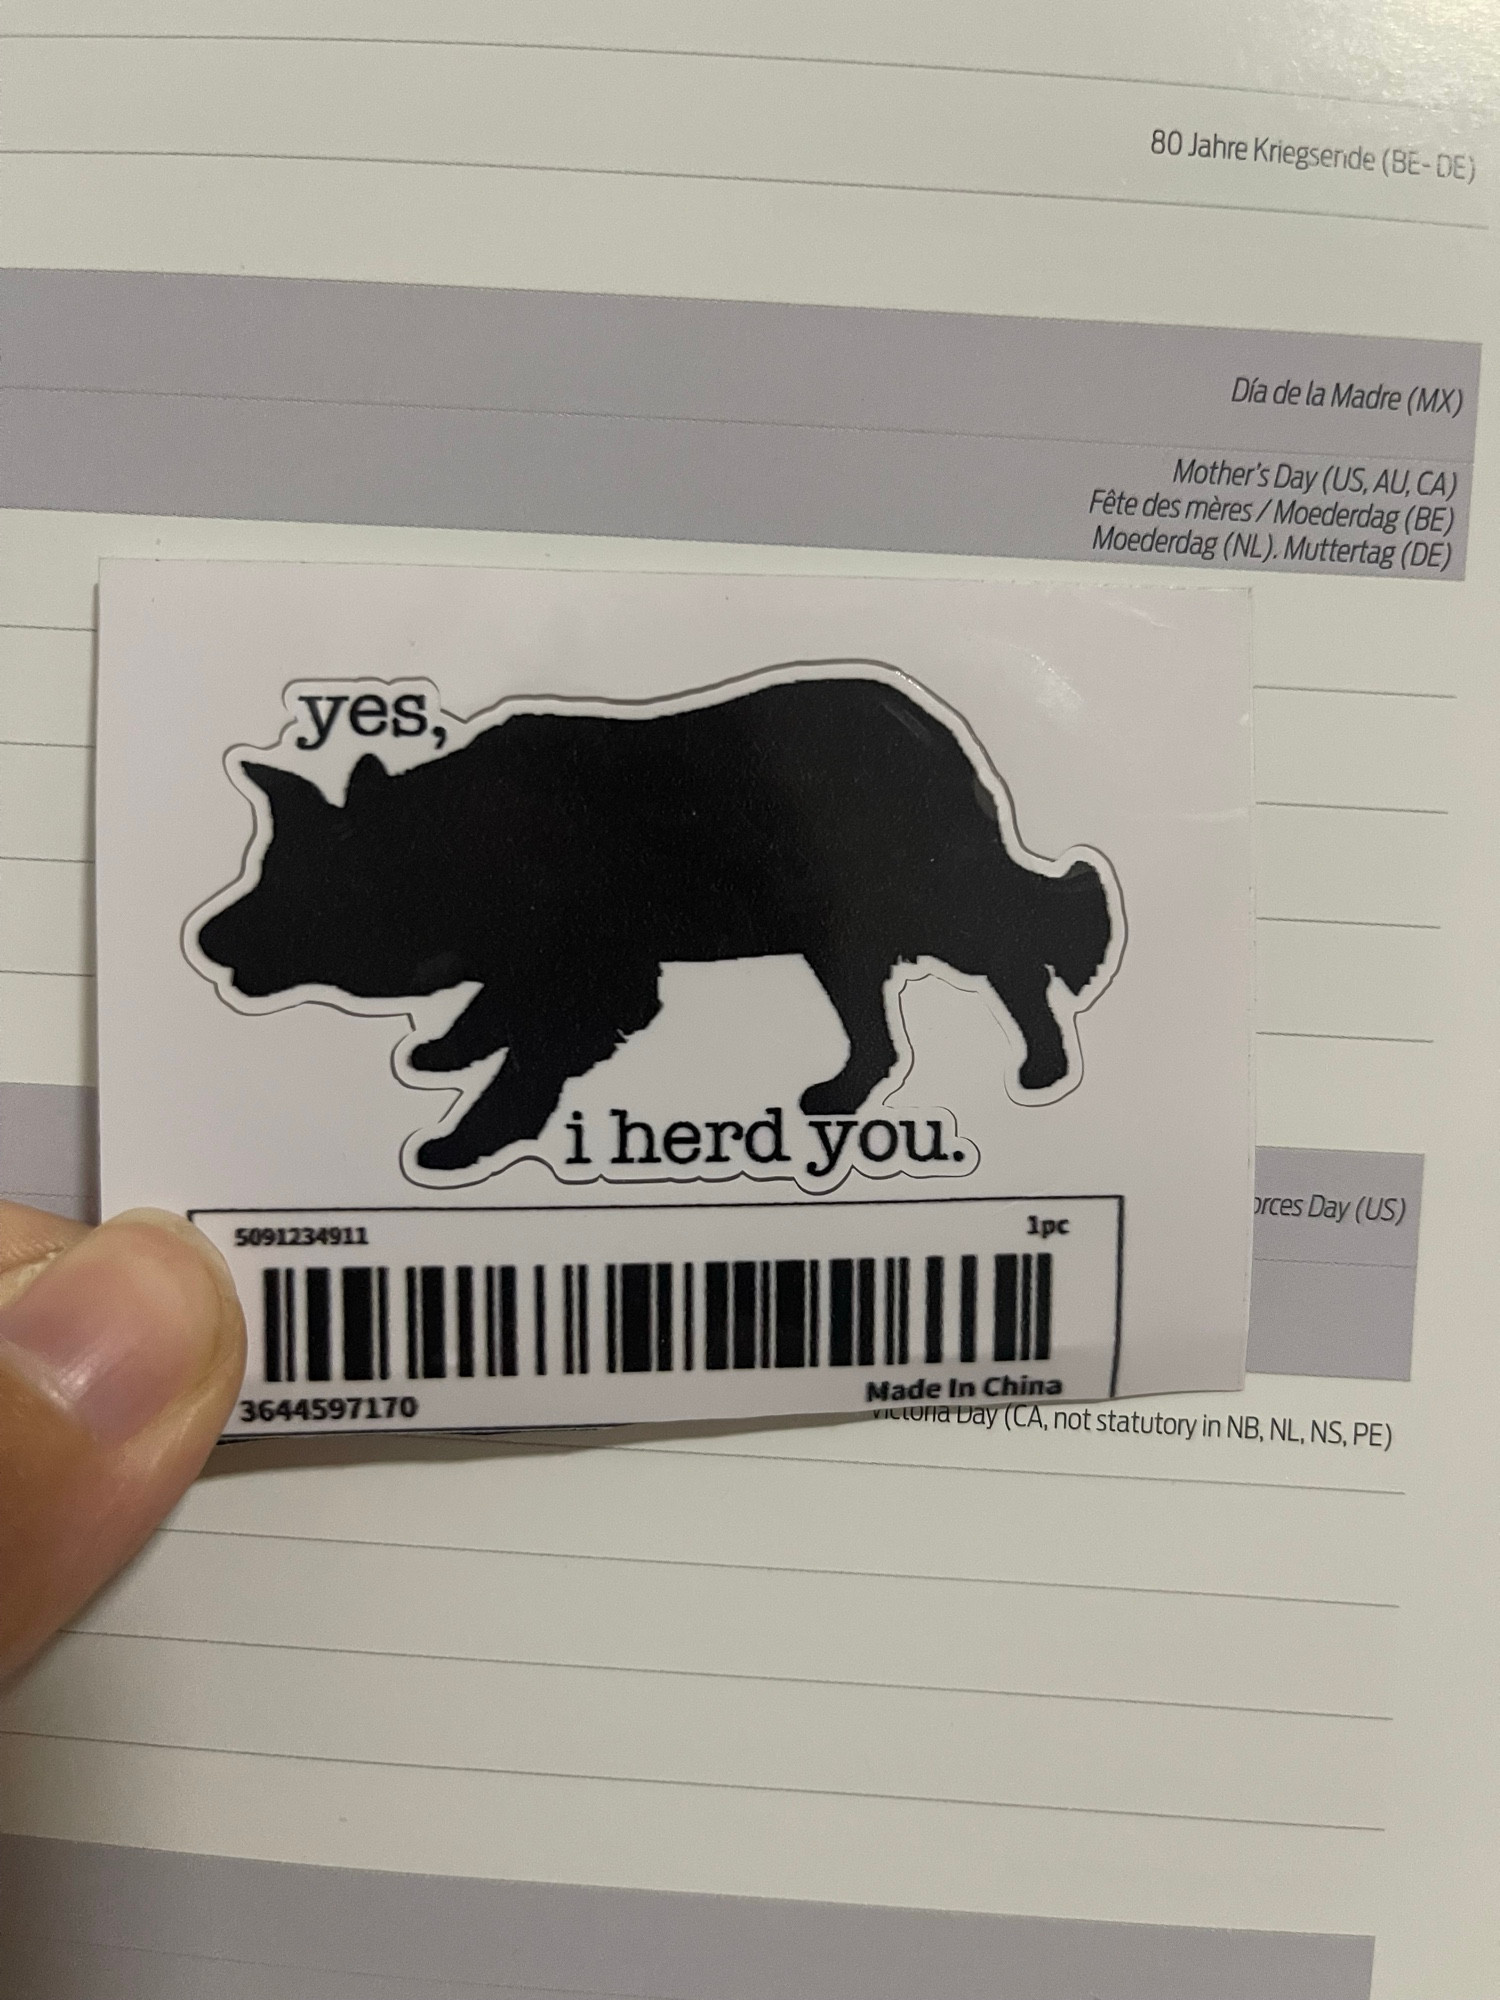 80 Jahre Kriegsende (BE- DE)
Día de la Madre (MX)
Mother's Day (US, AU, CA)
Fête des mères / Moederdag (BE)
Moederdag (NL). Muttertag (DE)
yes,
i herd you.
5091234911 1pc
3644597170 Made In China
Day (US)
Victoria Day (CA, not statutory in NB, NL, NS, PE)